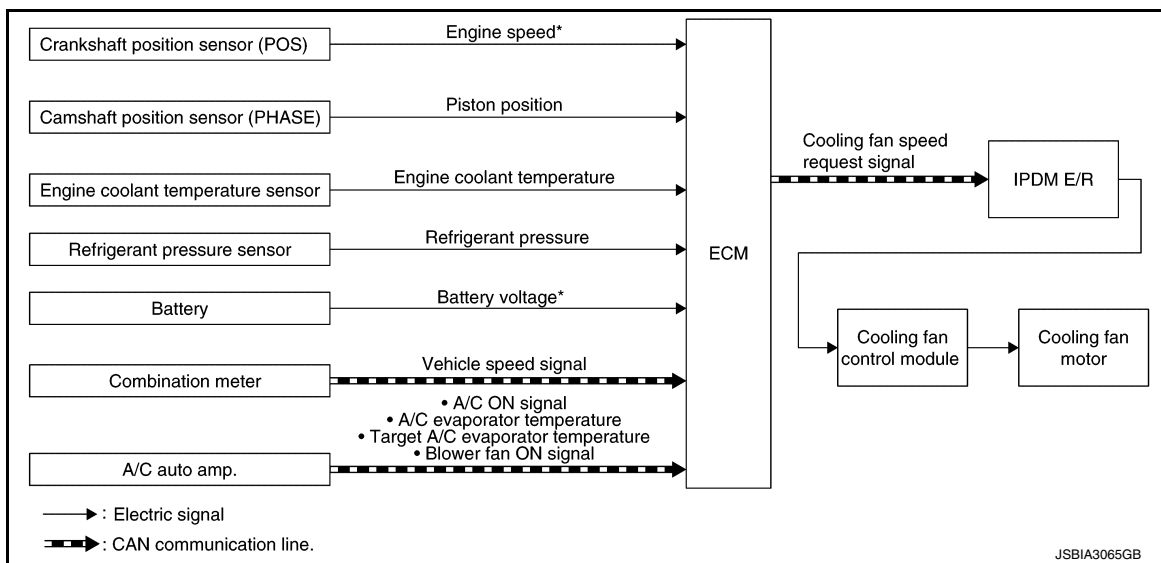 Crankshaft position sensor (POS)
Engine speed*
Camshaft position sensor (PHASE)
Piston position
Engine coolant temperature sensor
Engine coolant temperature
Refrigerant pressure sensor
Refrigerant pressure
Battery
Battery voltage*
Combination meter
Vehicle speed signal
• A/C ON signal
• A/C evaporator temperature
• Target A/C evaporator temperature
• Blower fan ON signal
A/C auto amp.
ECM
Cooling fan speed
request signal
IPDM E/R
Cooling fan
control module
Cooling fan
motor
: Electric signal
: CAN communication line.
JSBIA3065GB